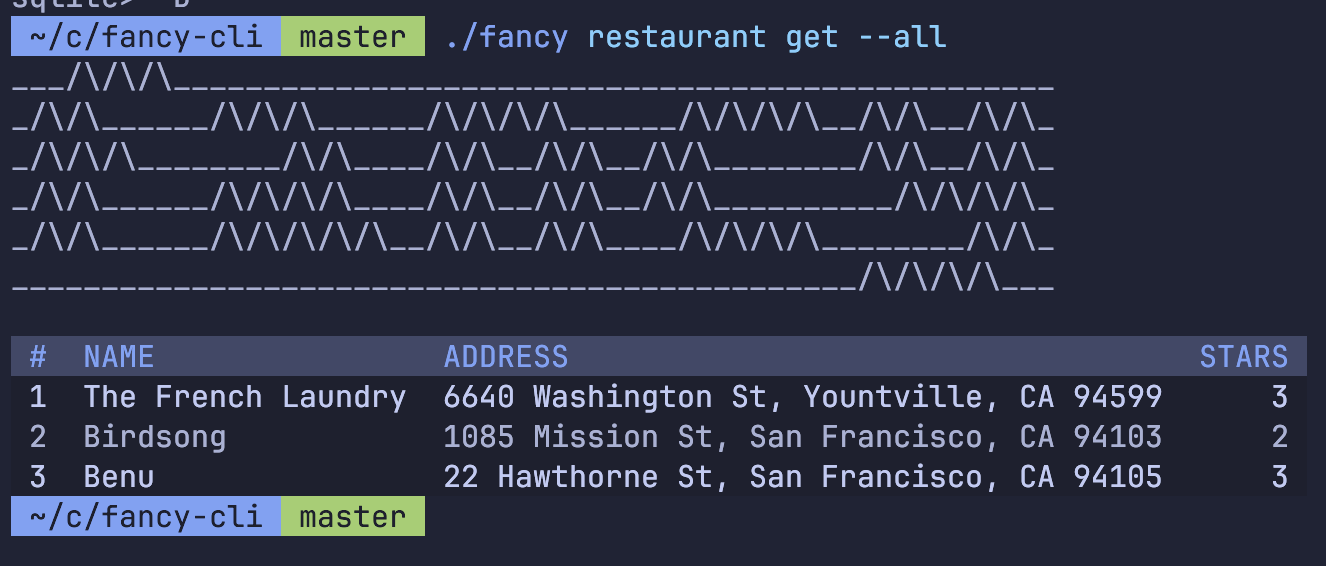 sqlite>
~/c/fancy-cli master ./fancy restaurant get --all
___/\/\/\_________________________________________________
_/\/\______/\/\/\______/\/\/\/\______/\/\/\/\__/\/\__/\/\_
_/\/\/\________/\/\____/\/\__/\/\__/\/\________/\/\__/\/\_
_/\/\______/\/\/\/\____/\/\__/\/\__/\/\__________/\/\/\/\_
_/\/\______/\/\/\/\/\__/\/\__/\/\____/\/\/\/\________/\/\_
_______________________________________________/\/\/\/\___
# NAME ADDRESS STARS
1 The French Laundry 6640 Washington St, Yountville, CA 94599 3
2 Birdsong 1085 Mission St, San Francisco, CA 94103 2
3 Benu 22 Hawthorne St, San Francisco, CA 94105 3
~/c/fancy-cli master